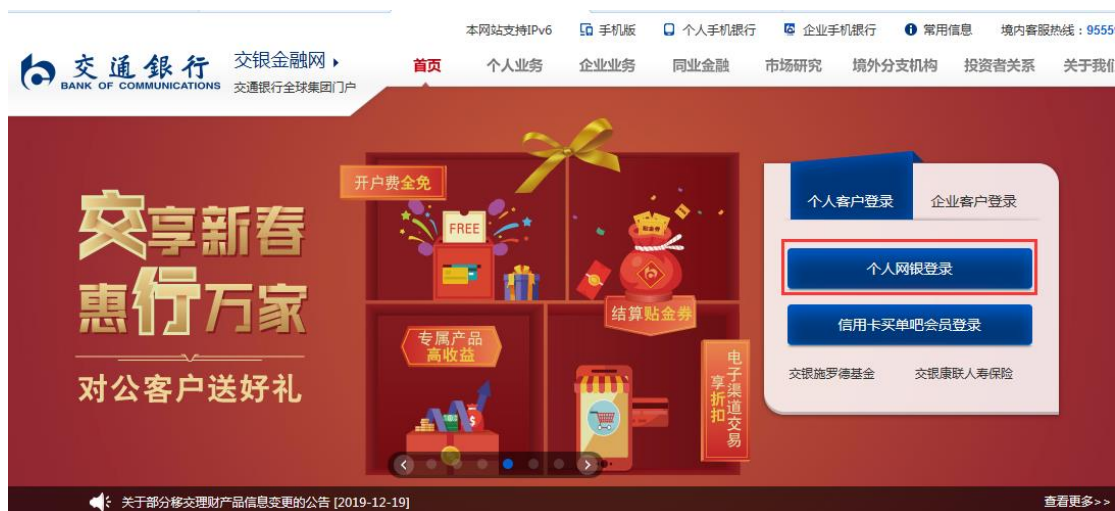 本网站支持IPv6 手机版 个人手机银行 企业手机银行 常用信息 境内客服热线：9555
交通銀行 BANK OF COMMUNICATIONS
交银金融网
交通银行全球集团门户
首页 个人业务 企业业务 同业金融 市场研究 境外分支机构 投资者关系 关于我们
交享新春
惠行万家
对公客户送好礼
开户费全免
FREE
结算贴金券
专属产品
高收益
电子渠道交易
享折扣
个人客户登录 企业客户登录
个人网银登录
信用卡买单吧会员登录
交银施罗德基金 交银康联人寿保险
关于部分移交理财产品信息变更的公告 [2019-12-19] 查看更多>>